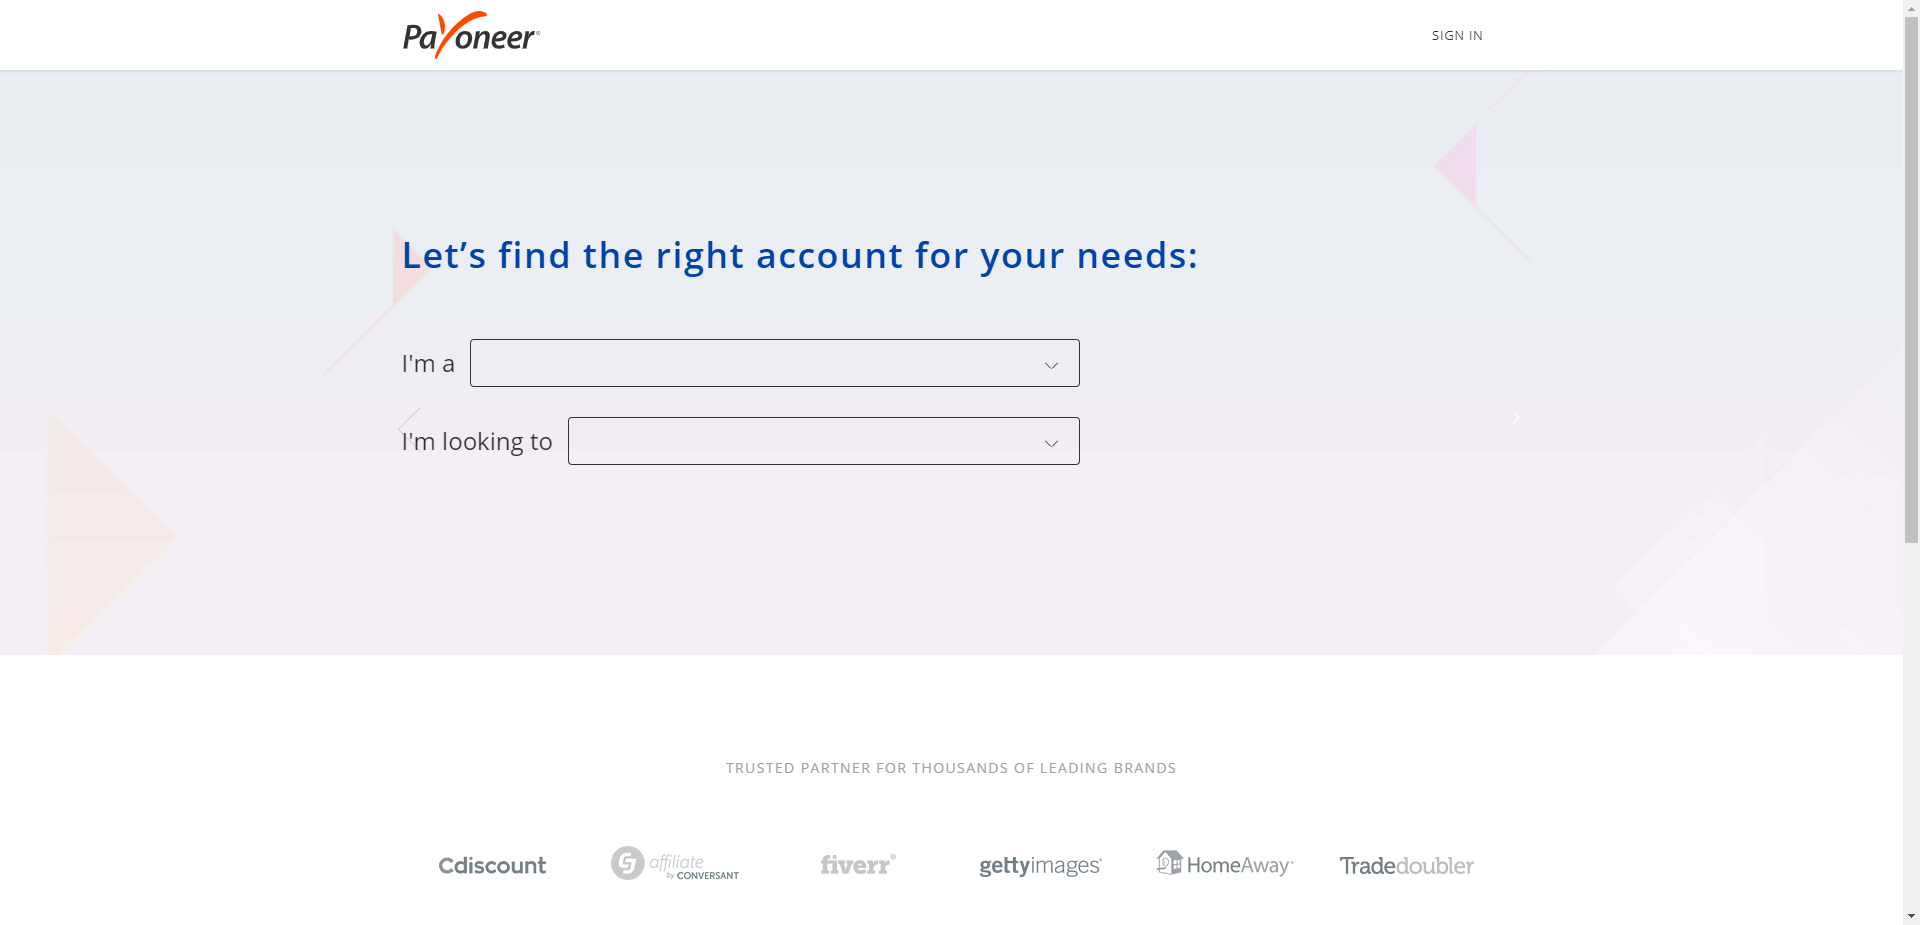 Payoneer®
SIGN IN
Let’s find the right account for your needs:
I'm a
I'm looking to
TRUSTED PARTNER FOR THOUSANDS OF LEADING BRANDS
Cdiscount
affiliate
by CONVERSANT
fiverr®
gettyimages®
HomeAway®
Tradedoubler